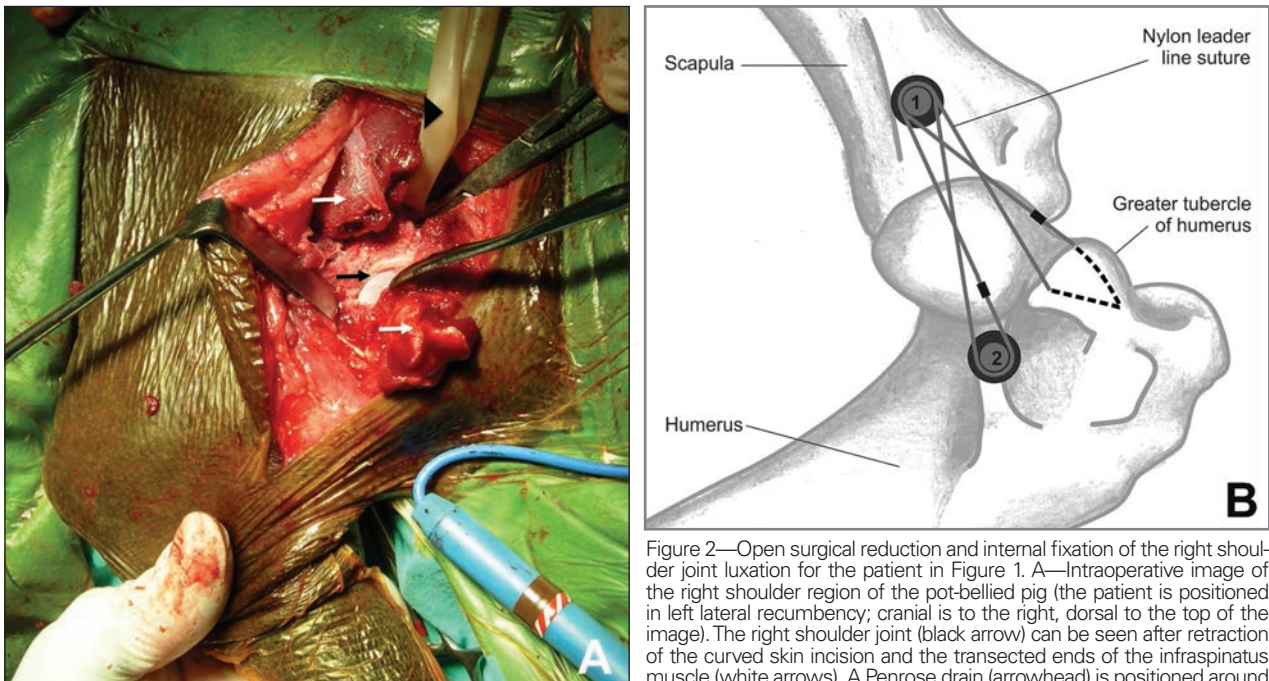 A
Scapula
Nylon leader
line suture
1
Greater tubercle
of humerus
2
Humerus
B
Figure 2—Open surgical reduction and internal fixation of the right shoul-
der joint luxation for the patient in Figure 1. A—Intraoperative image of
the right shoulder region of the pot-bellied pig (the patient is positioned
in left lateral recumbency; cranial is to the right, dorsal to the top of the
image). The right shoulder joint (black arrow) can be seen after retraction
of the curved skin incision and the transected ends of the infraspinatus
muscle (white arrows). A Penrose drain (arrowhead) is positioned around